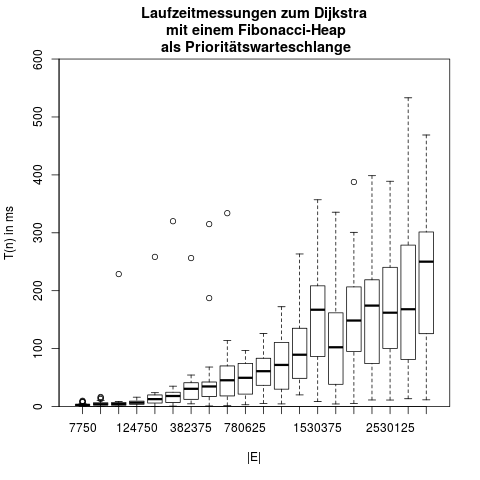 Laufzeitmessungen zum Dijkstra
mit einem Fibonacci-Heap
als Prioritätswarteschlange
600
500
400
300
200
100
0
T(n) in ms
7750 124750 382375 780625 1530375 2530125
|E|